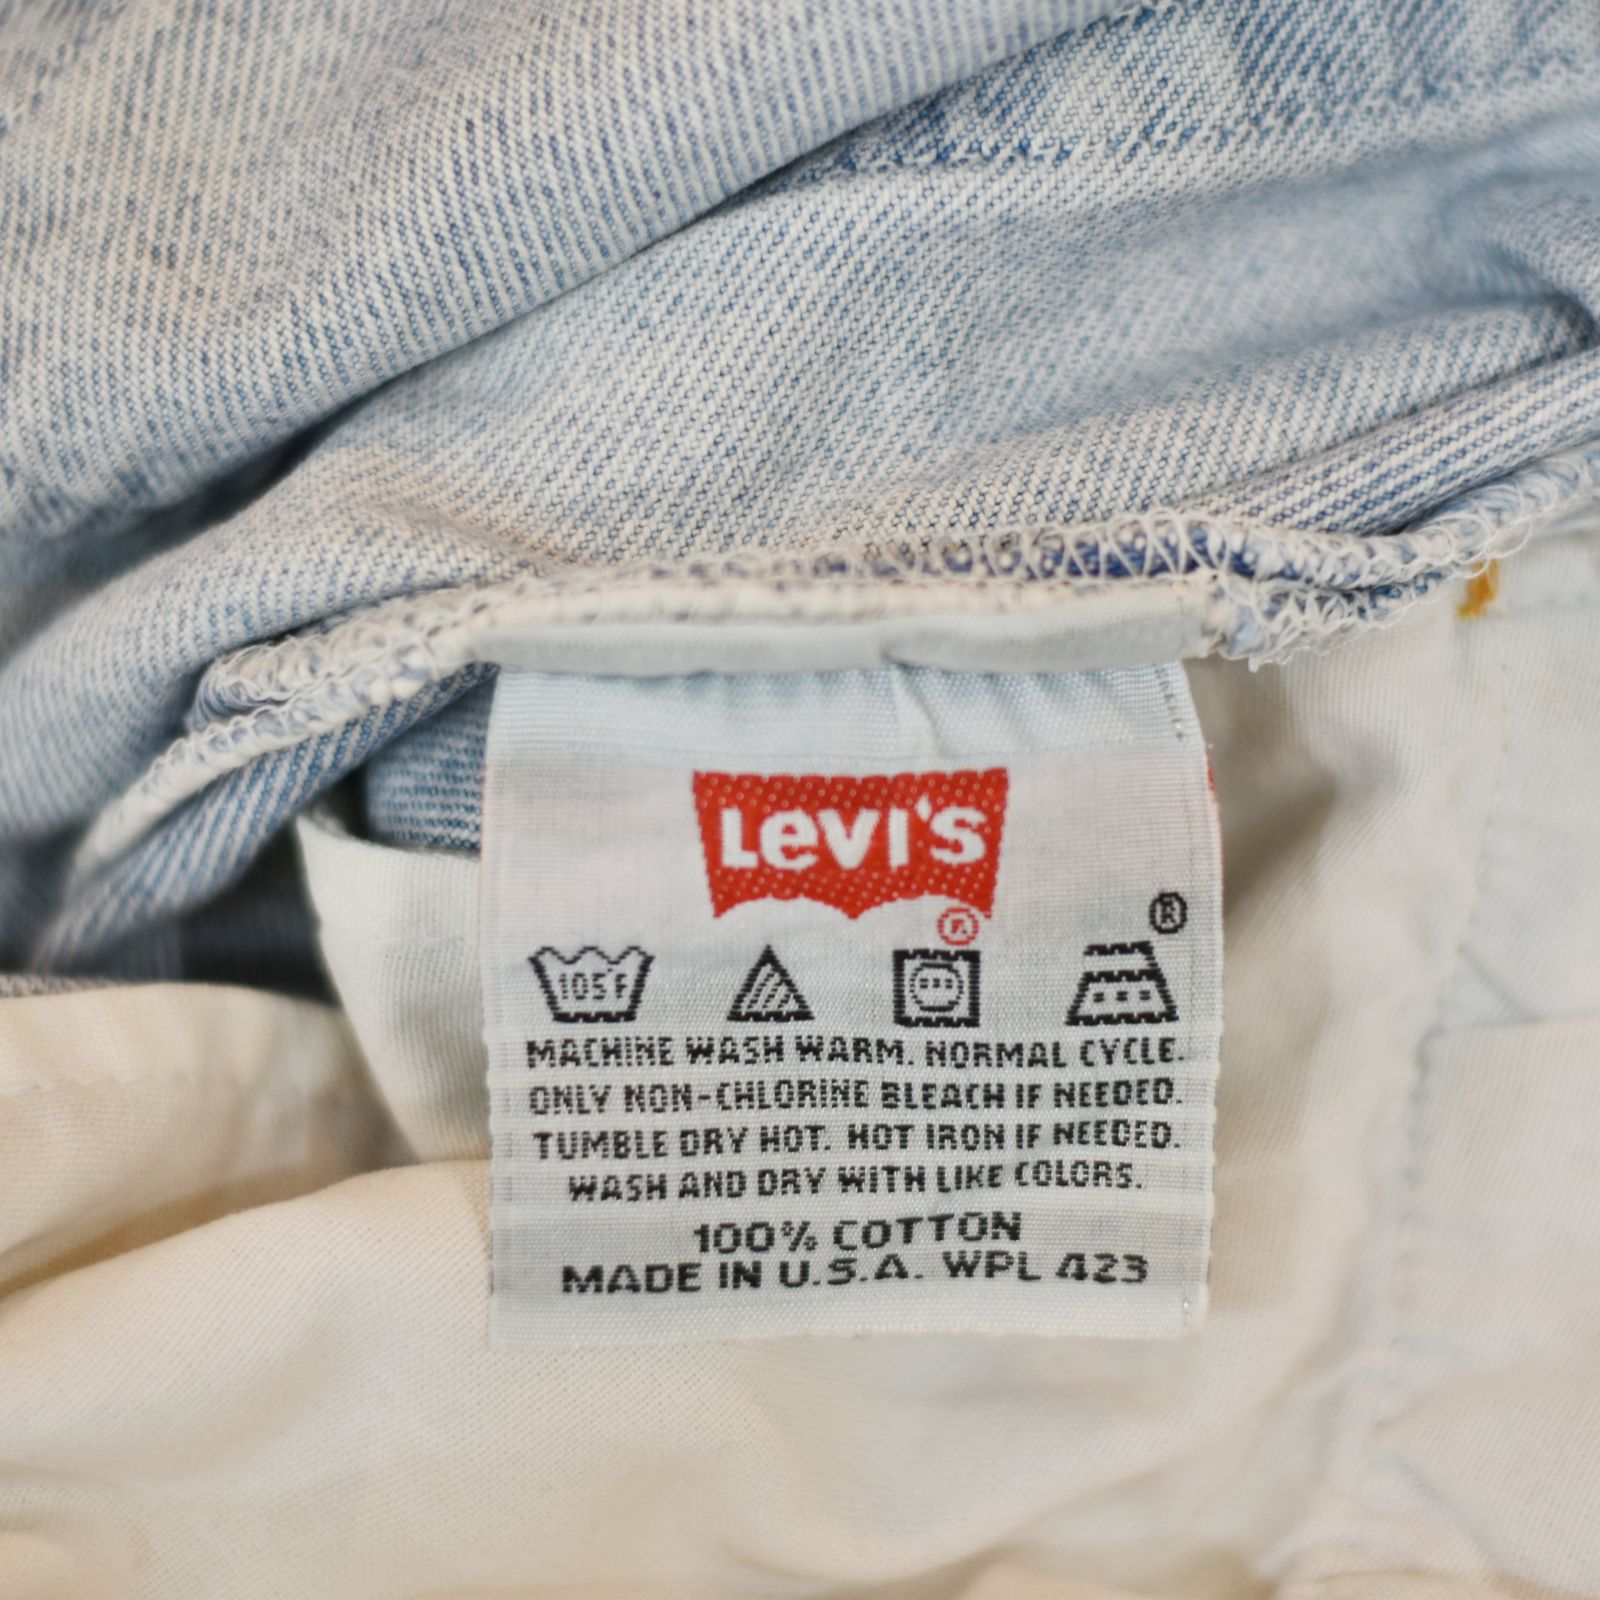 Levi's
®
®
105°F
MACHINE WASH WARM. NORMAL CYCLE.
ONLY NON-CHLORINE BLEACH IF NEEDED.
TUMBLE DRY HOT. HOT IRON IF NEEDED.
WASH AND DRY WITH LIKE COLORS.
100% COTTON
MADE IN U.S.A. WPL 423